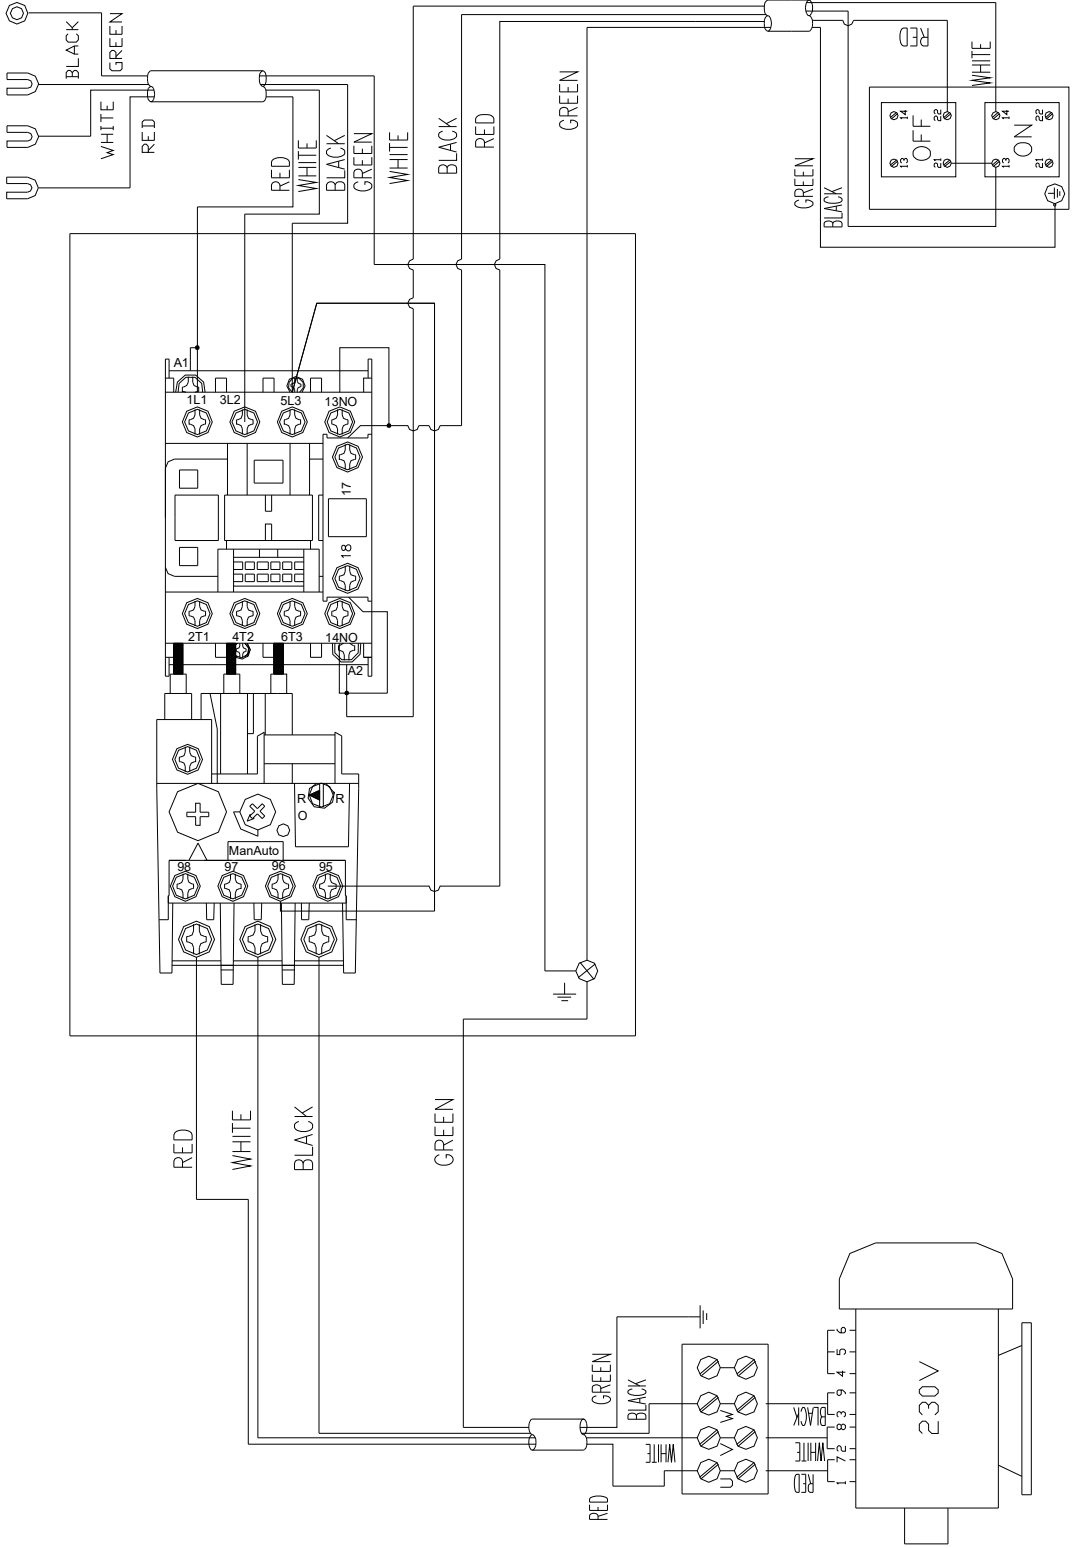 BLACK
GREEN
WHITE
RED
RED
WHITE
BLACK
GREEN
WHITE
BLACK
RED
GREEN
RED
WHITE
GREEN
BLACK
14
22
OFF
13
21
14
22
ON
13
21
A1
1L1
3L2
5L3
13NO
17
18
2T1
4T2
6T3
14NO
A2
R
R
O
ManAuto
98
97
96
95
RED
WHITE
BLACK
GREEN
GREEN
BLACK
WHITE
RED
W
V
U
BLACK
WHITE
RED
6
5
4
9
3
8
2
7
1
230V